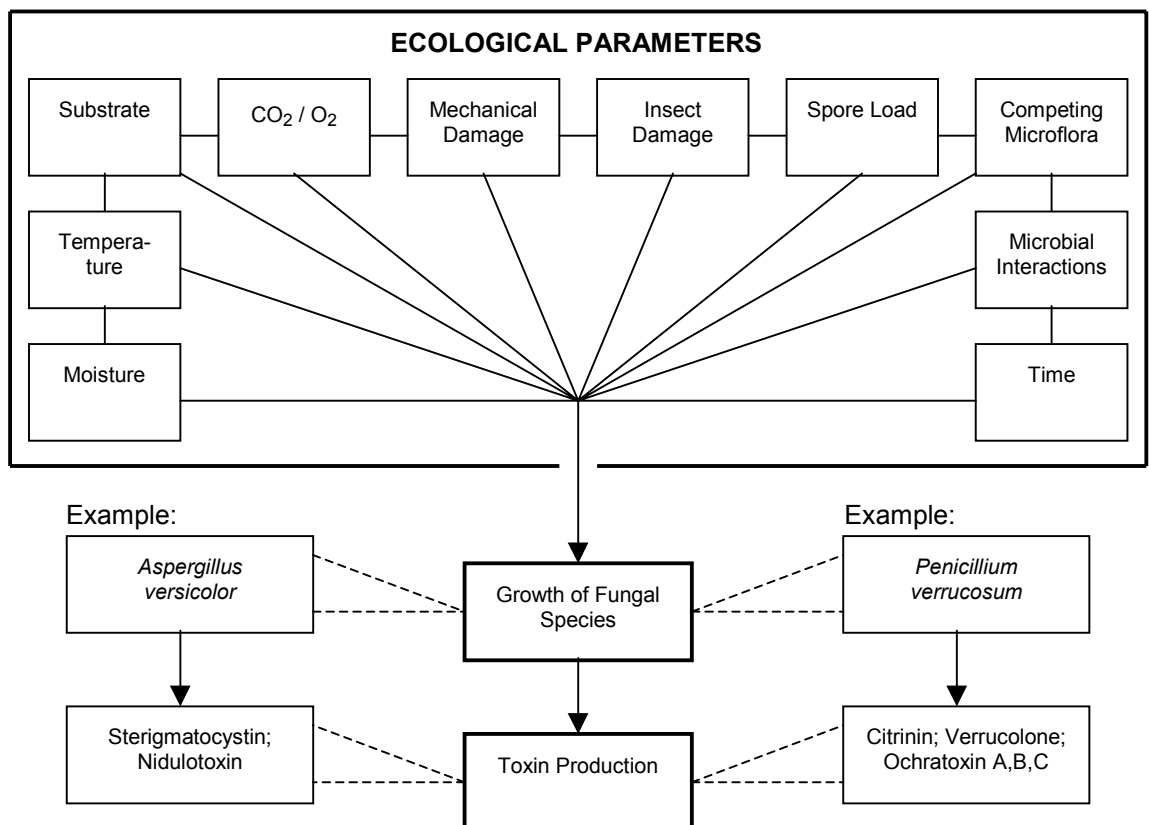 ECOLOGICAL PARAMETERS
Substrate
CO2 / O2
Mechanical
Damage
Insect
Damage
Spore Load
Competing
Microflora
Tempera-
ture
Microbial
Interactions
Moisture
Time
Example:
Example:
Aspergillus
versicolor
Growth of Fungal
Species
Penicillium
verrucosum
Sterigmatocystin;
Nidulotoxin
Toxin Production
Citrinin; Verrucolone;
Ochratoxin A,B,C